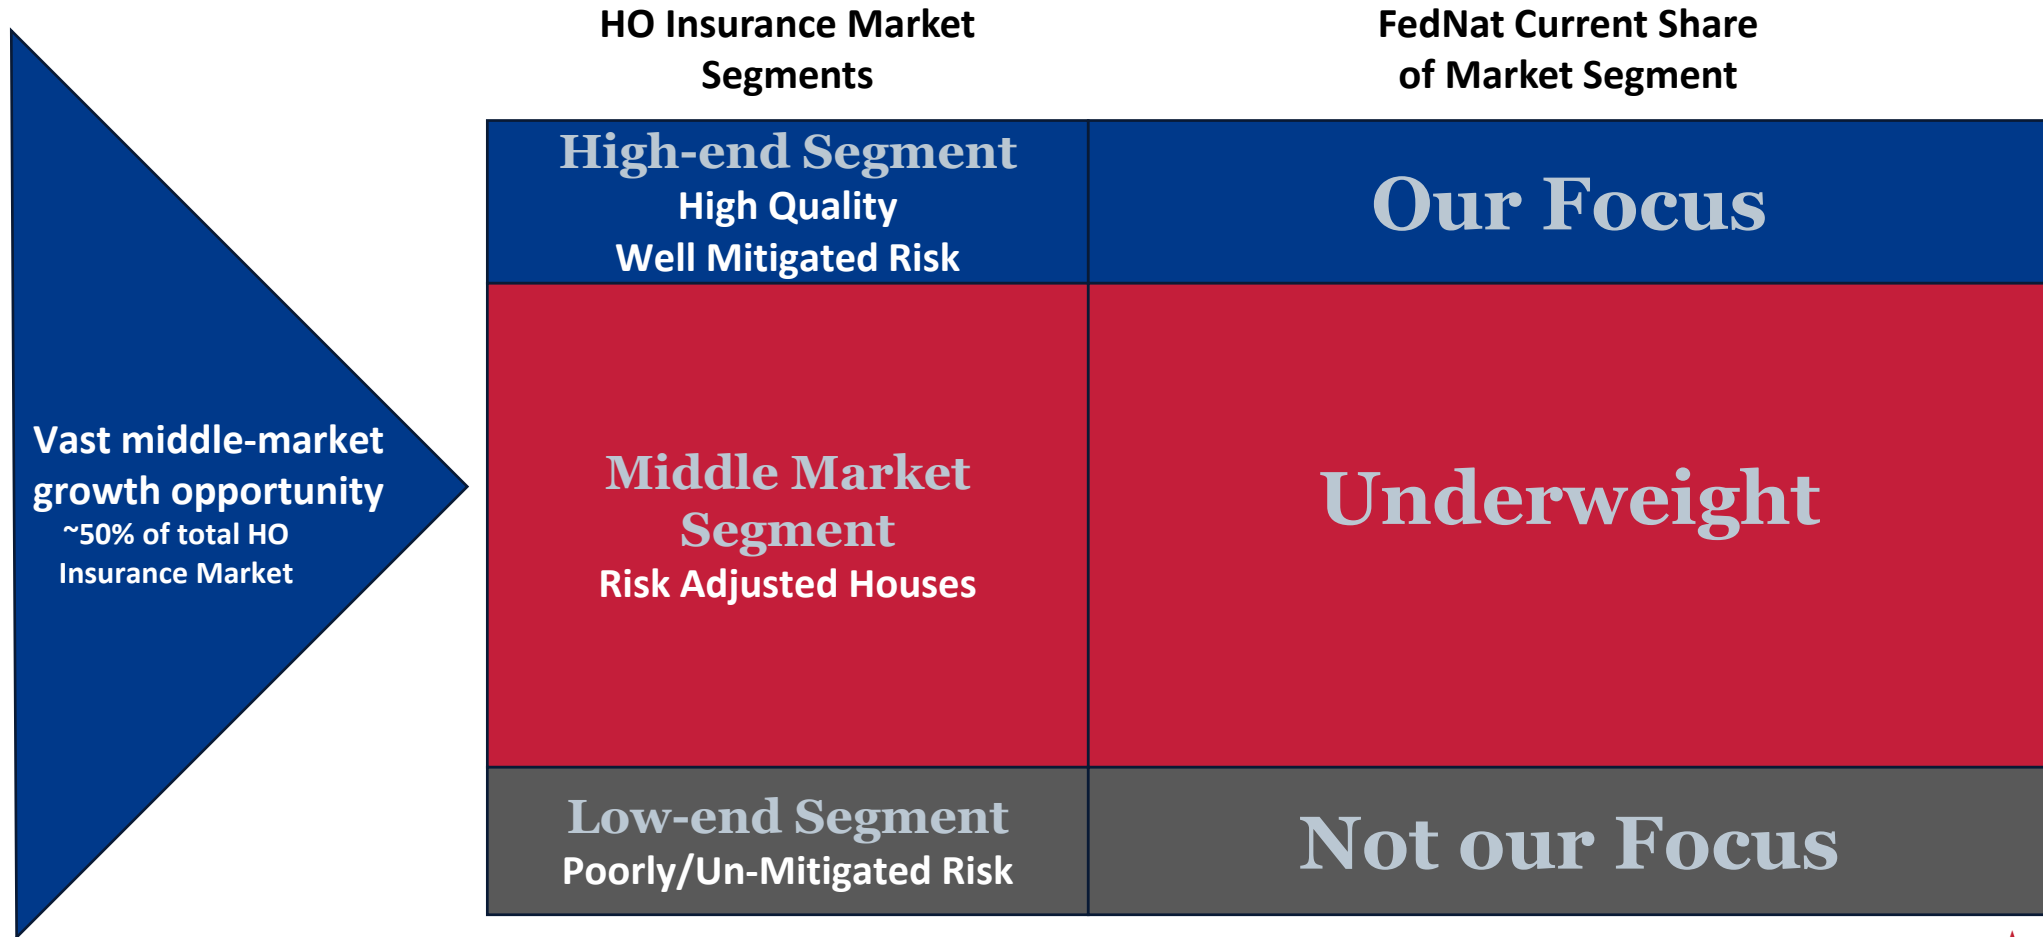 HO Insurance Market
Segments
FedNat Current Share
of Market Segment
High-end Segment
High Quality
Well Mitigated Risk
Our Focus
Vast middle-market
growth opportunity
~50% of total HO
Insurance Market
Middle Market
Segment
Risk Adjusted Houses
Underweight
Low-end Segment
Poorly/Un-Mitigated Risk
Not our Focus